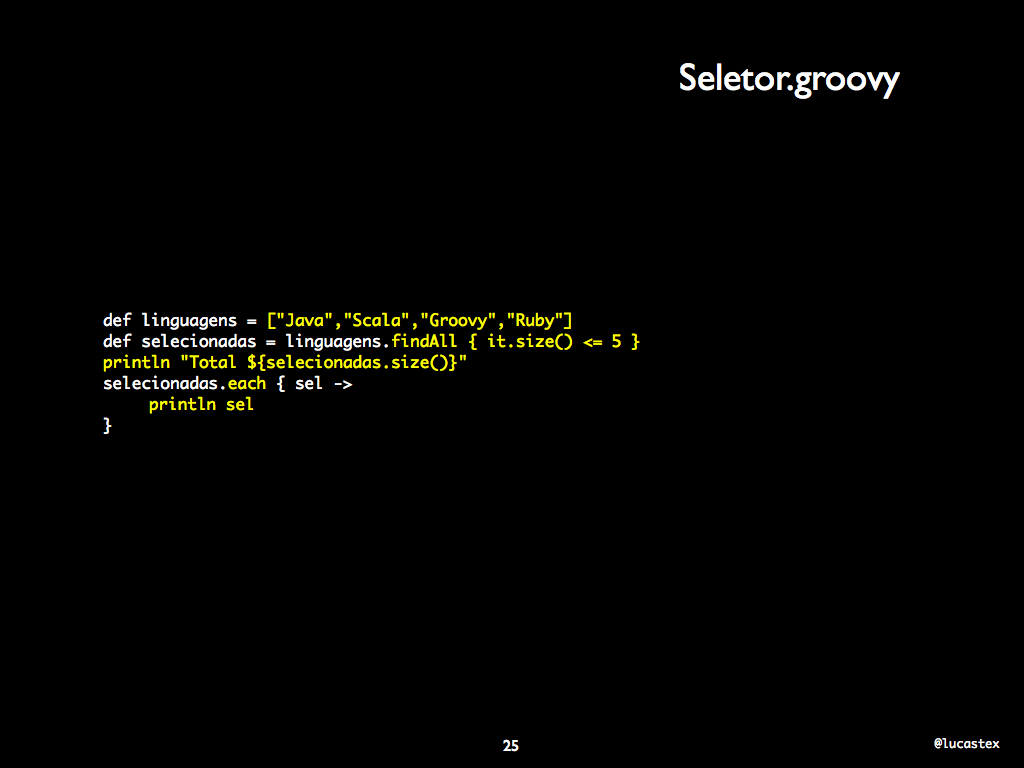 Seletor.groovy
def linguagens = ["Java","Scala","Groovy","Ruby"]
def selecionadas = linguagens.findAll { it.size() <= 5 }
println "Total ${selecionadas.size()}"
selecionadas.each { sel ->
println sel
}
25
@lucastex